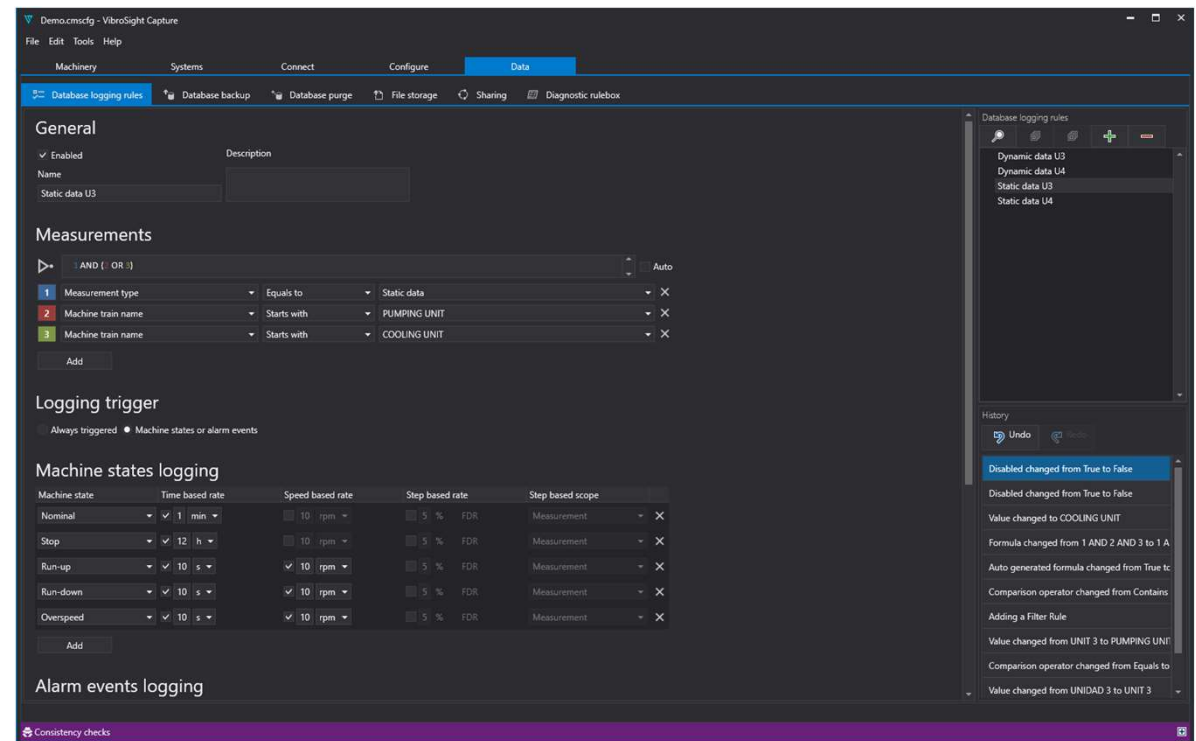 Demo.cmscfg - VibroSight Capture
File Edit Tools Help
Machinery Systems Connect Configure Data
Database logging rules Database backup Database purge File storage Sharing Diagnostic rulebox
General
Enabled Description
Name
Static data U3
Measurements
1 AND (2 OR 3)
Auto
1 Measurement type Equals to Static data
2 Machine train name Starts with PUMPING UNIT
3 Machine train name Starts with COOLING UNIT
Add
Logging trigger
Always triggered Machine states or alarm events
Machine states logging
Machine state Time based rate Speed based rate Step based rate Step based scope
Nominal 1 min 10 rpm 5 % FDR Measurement
Stop 12 h 10 rpm 5 % FDR Measurement
Run-up 10 s 10 rpm 5 % FDR Measurement
Run-down 10 s 10 rpm 5 % FDR Measurement
Overspeed 10 s 10 rpm 5 % FDR Measurement
Add
Alarm events logging
Database logging rules
Dynamic data U3
Dynamic data U4
Static data U3
Static data U4
History
Undo Redo
Disabled changed from True to False
Disabled changed from True to False
Value changed to COOLING UNIT
Formula changed from 1 AND 2 AND 3 to 1 A
Auto generated formula changed from True to
Comparison operator changed from Contains
Adding a Filter Rule
Value changed from UNIT 3 to PUMPING UNIT
Comparison operator changed from Equals to
Value changed from UNIDAD 3 to UNIT 3
Consistency checks